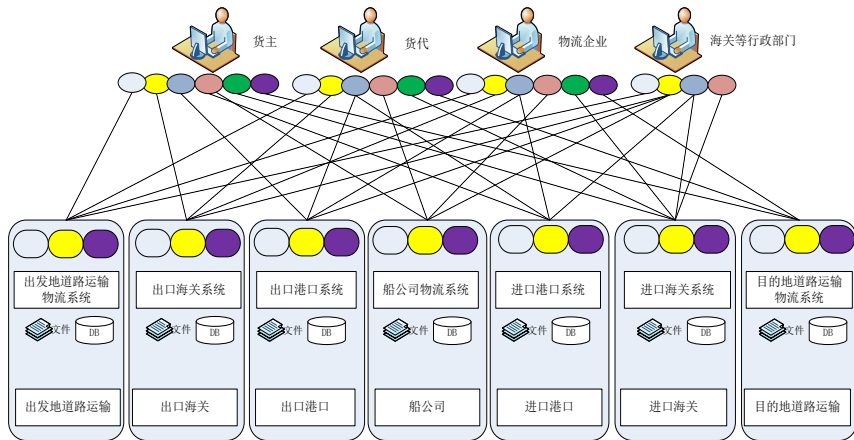 货主
货代
物流企业
海关等行政部门
出发地道路运输
物流系统
出口海关系统
出口港口系统
船公司物流系统
进口港口系统
进口海关系统
目的地道路运输
物流系统
文件
DB
文件
DB
文件
DB
文件
DB
文件
DB
文件
DB
文件
DB
出发地道路运输
出口海关
出口港口
船公司
进口港口
进口海关
目的地道路运输